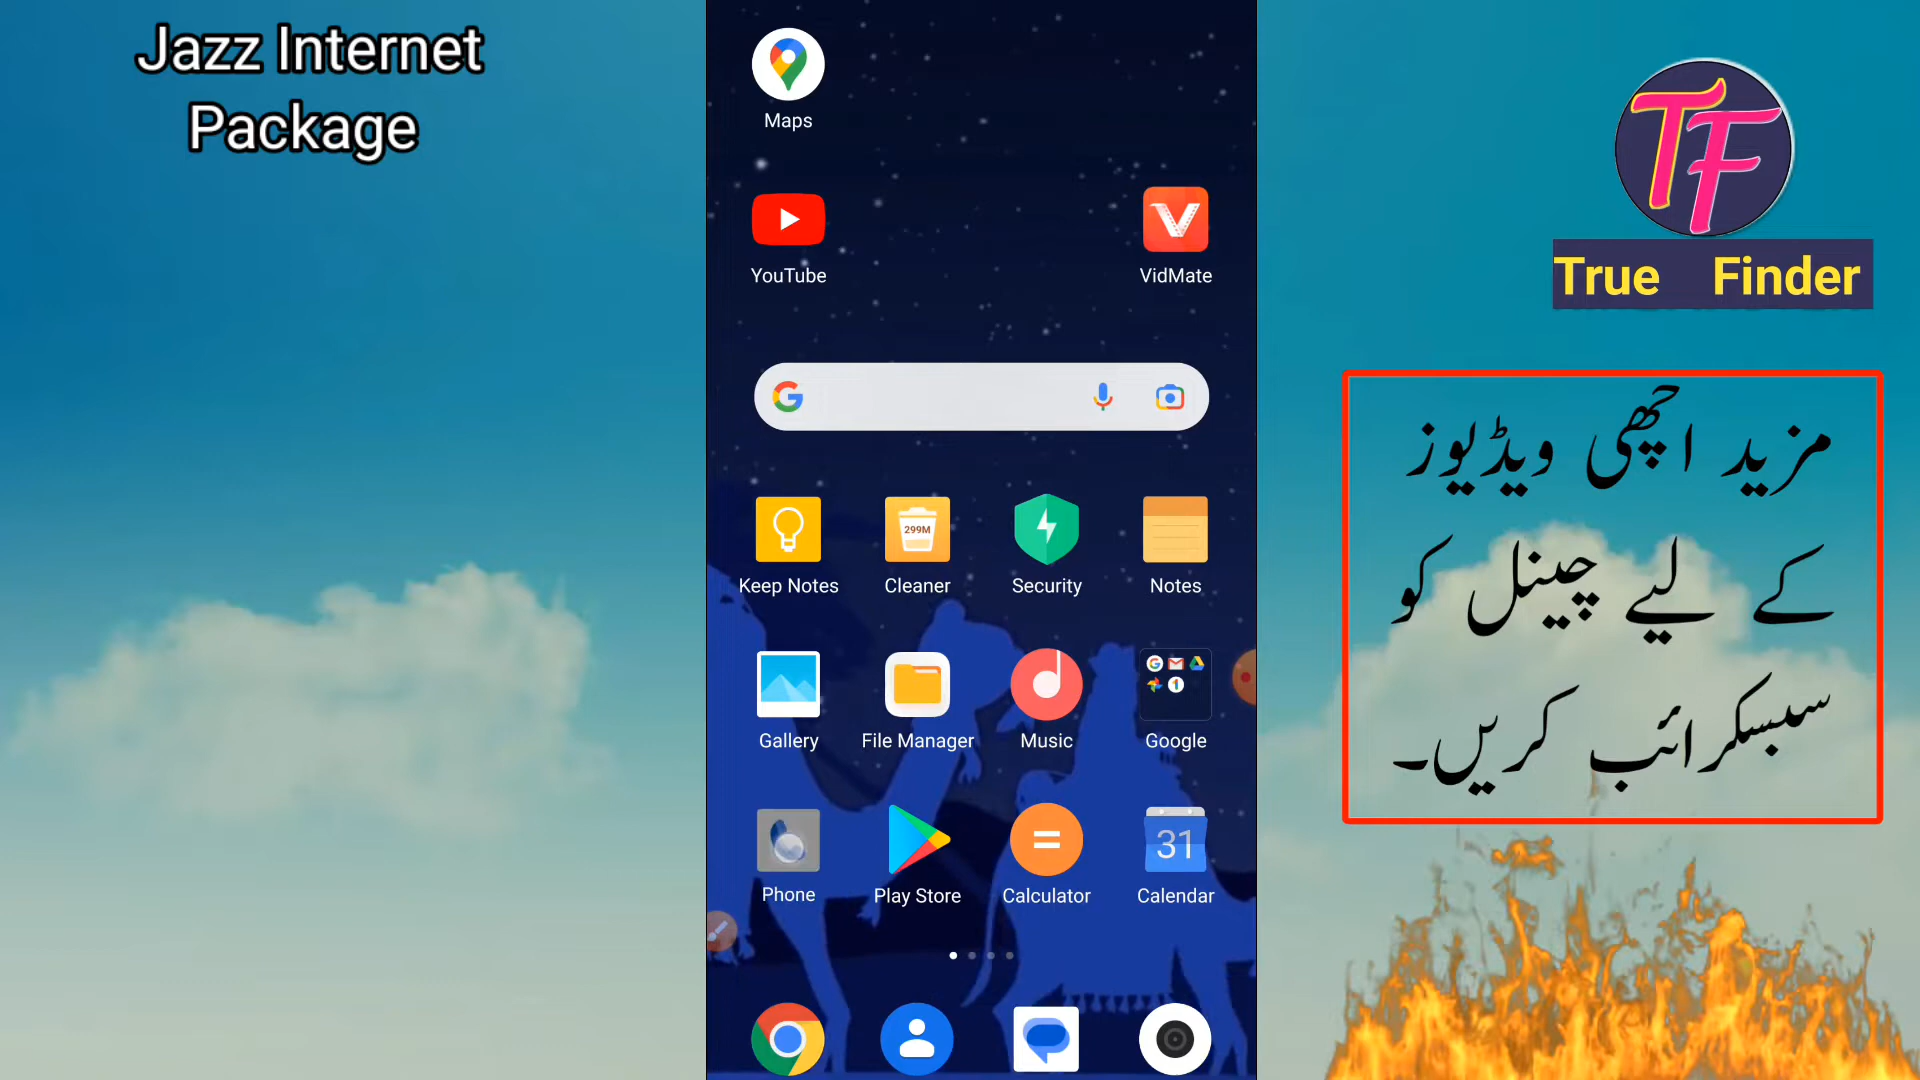 Jazz Internet
Package
Maps
YouTube
VidMate
Keep Notes
299M
Cleaner
Security
Notes
Gallery
File Manager
Music
Google
Phone
Play Store
Calculator
31
Calendar
TF
True Finder
مزید اچھی ویڈیوز
کے لیے چینل کو
سبسکرائب کریں۔